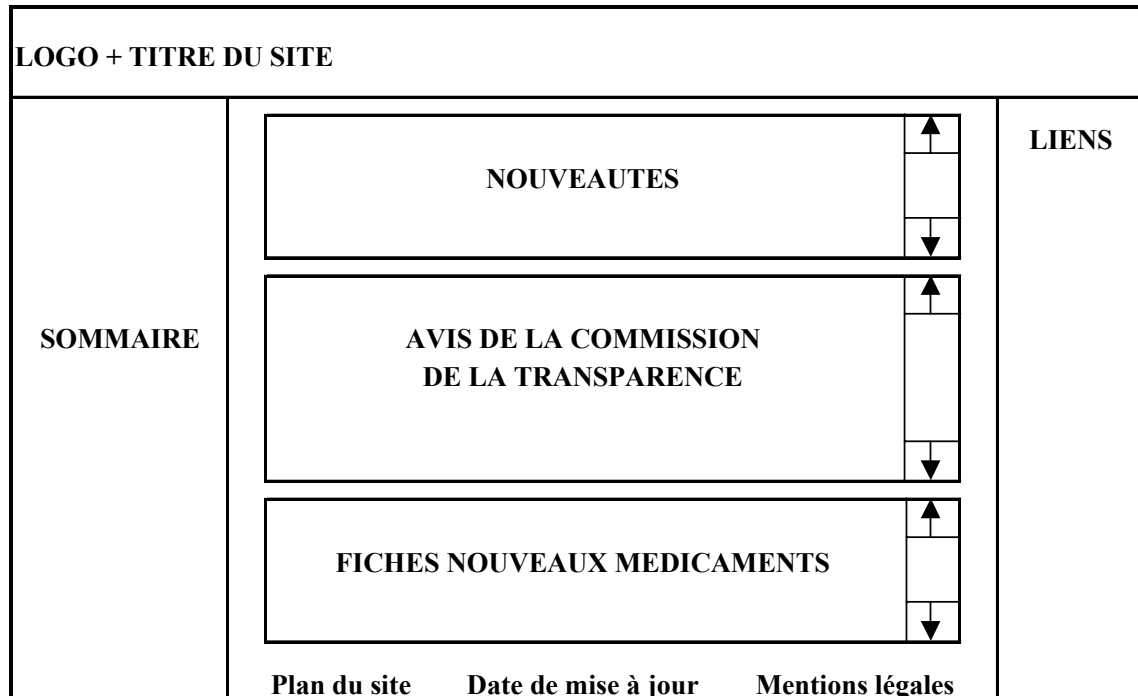 LOGO + TITRE DU SITE
SOMMAIRE
NOUVEAUTES
AVIS DE LA COMMISSION
DE LA TRANSPARENCE
FICHES NOUVEAUX MEDICAMENTS
Plan du site Date de mise à jour Mentions légales
LIENS